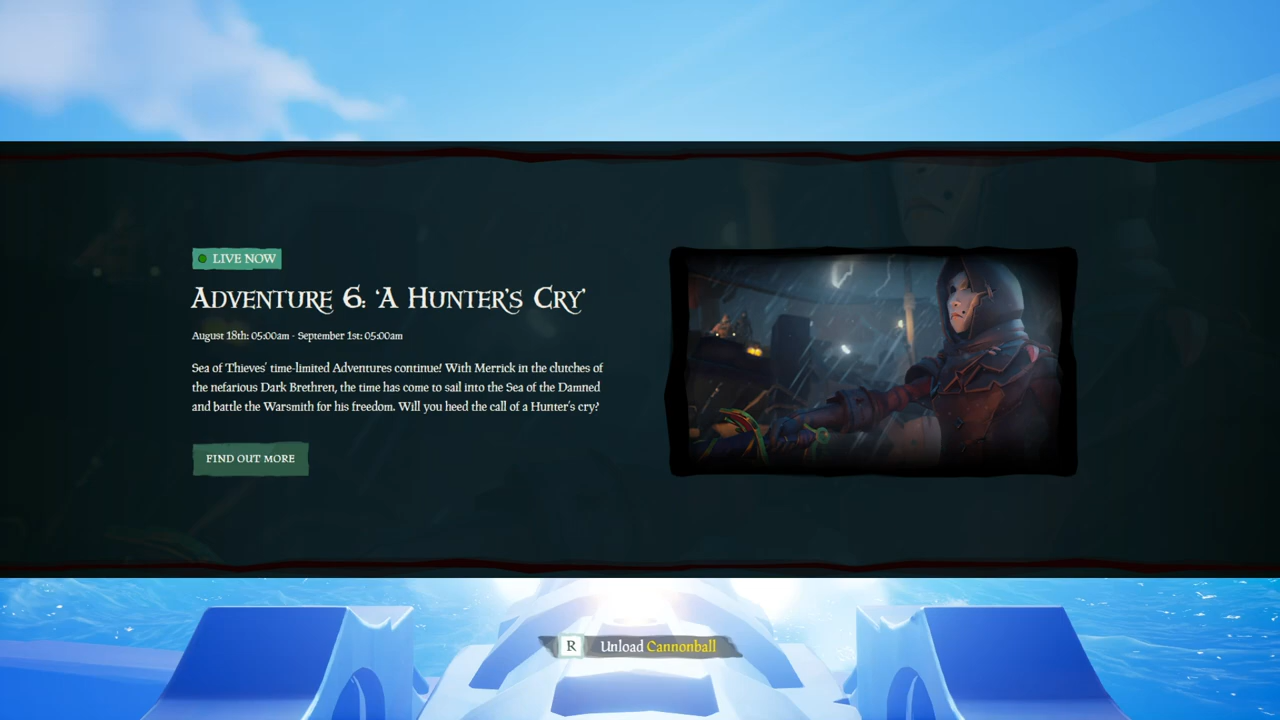 LIVE NOW
Adventure 6: ‘A Hunter’s Cry’
August 18th: 05:00am - September 1st: 05:00am
Sea of Thieves’ time-limited Adventures continue! With Merrick in the clutches of
the nefarious Dark Brethren, the time has come to sail into the Sea of the Damned
and battle the Warsmith for his freedom. Will you heed the call of a Hunter’s cry?
FIND OUT MORE
R Unload Cannonball